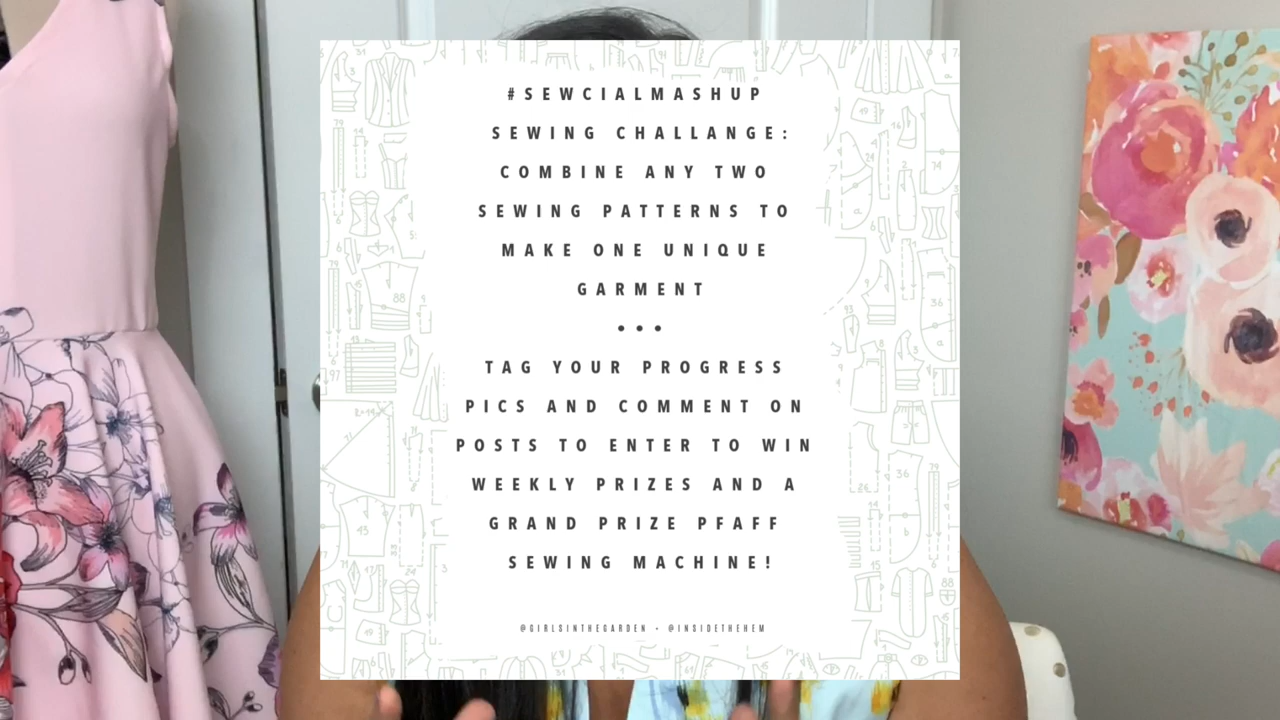 #SEWCIALMASHUP
SEWING CHALLANGE:
COMBINE ANY TWO
SEWING PATTERNS TO
MAKE ONE UNIQUE
GARMENT
•••
TAG YOUR PROGRESS
PICS AND COMMENT ON
POSTS TO ENTER TO WIN
WEEKLY PRIZES AND A
GRAND PRIZE PFAFF
SEWING MACHINE!
@GIRLSINTHEGARDEN • @INSIDETHEHEM